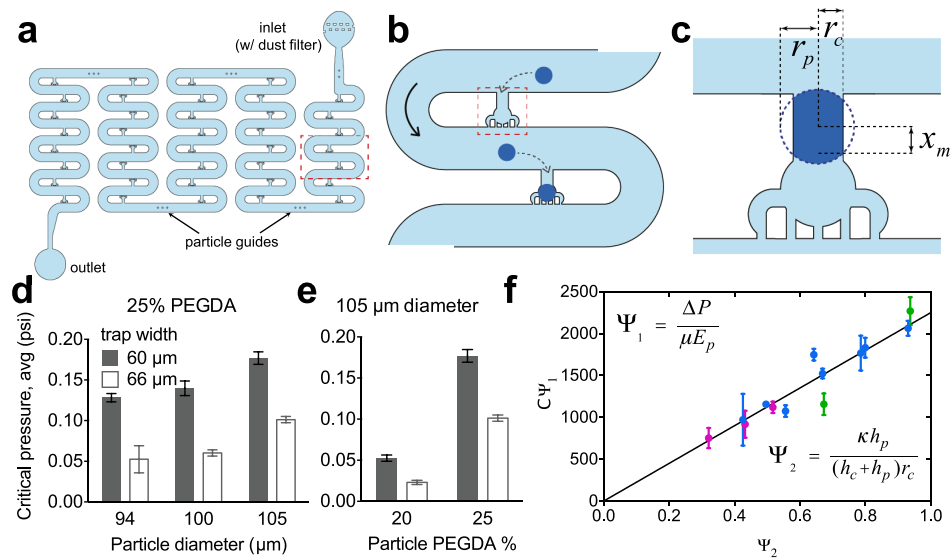 a
inlet
(w/ dust filter)
particle guides
outlet
b
c
r_p
r_c
x_m
d
25% PEGDA
trap width
60 µm
66 µm
Critical pressure, avg (psi)
0.20
0.15
0.10
0.05
0.00
94 100 105
Particle diameter (µm)
e
105 µm diameter
0.20
0.15
0.10
0.05
0.00
20 25
Particle PEGDA %
f
Ψ₁ = ΔP / μE_p
Ψ₂ = κh_p / (h_c+h_p)r_c
CΨ₁
2500
2000
1500
1000
500
0
0.0 0.2 0.4 0.6 0.8 1.0
Ψ₂